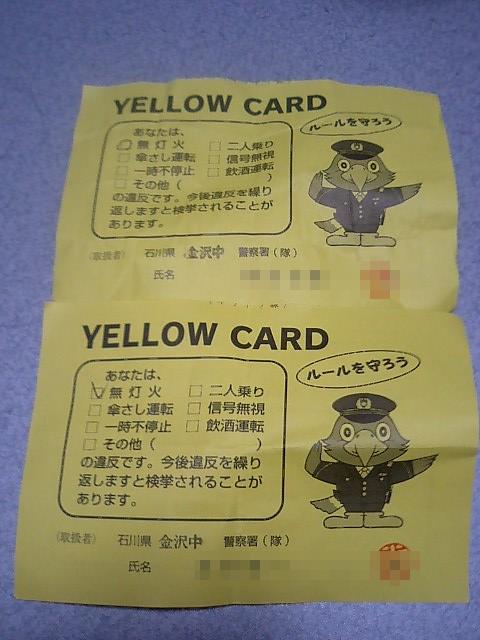 YELLOW CARD
ルールを守ろう
あなたは、
無灯火 □ 二人乗り
□ 傘さし運転 □ 信号無視
□ 一時不停止 □ 飲酒運転
□ その他（ ）
の違反です。今後違反を繰り
返しますと検挙されることが
あります。
（取扱者） 石川県 金沢中 警察署（隊）
氏名
YELLOW CARD
ルールを守ろう
あなたは、
無灯火 □ 二人乗り
□ 傘さし運転 □ 信号無視
□ 一時不停止 □ 飲酒運転
□ その他（ ）
の違反です。今後違反を繰り
返しますと検挙されることが
あります。
（取扱者） 石川県 金沢中 警察署（隊）
氏名